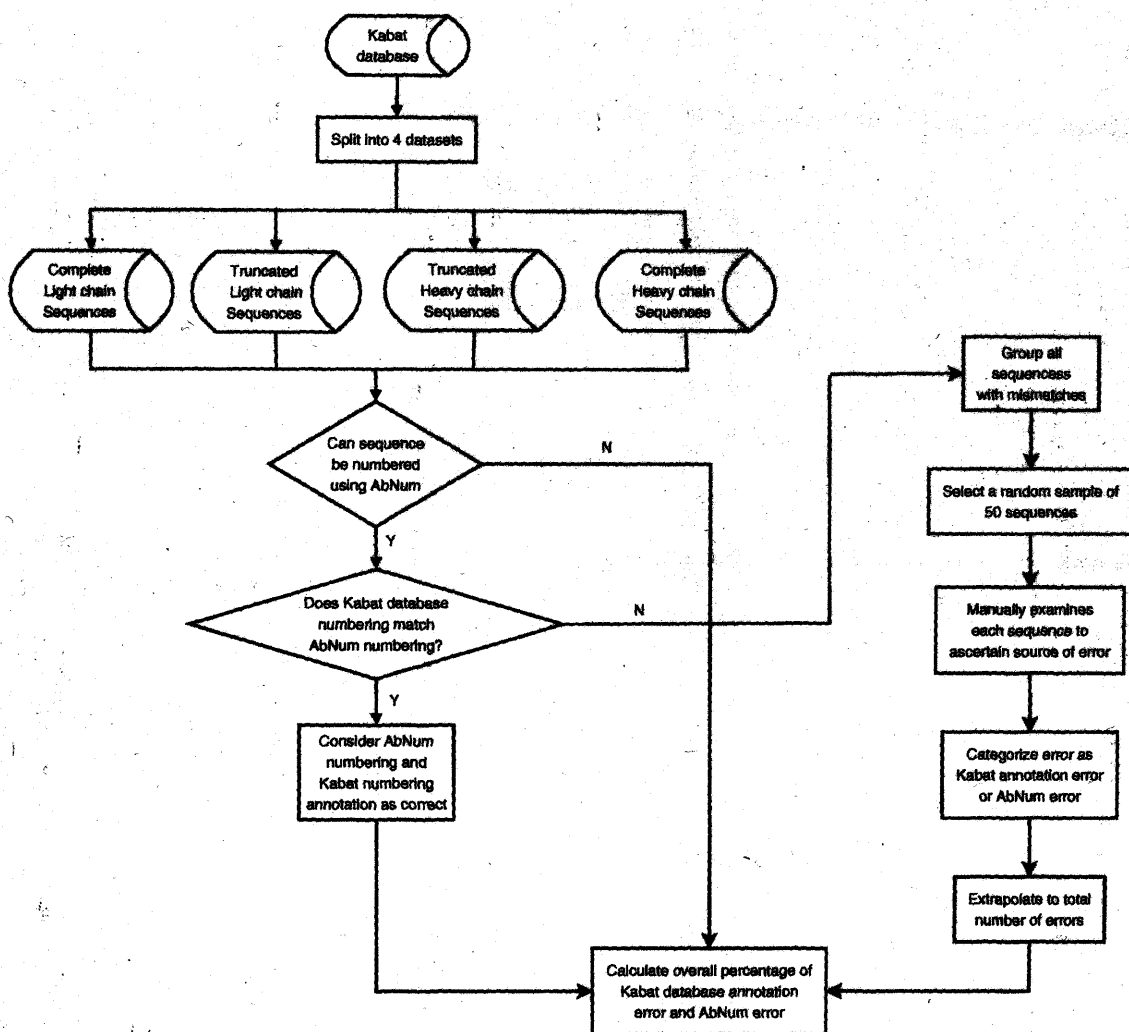 Kabat
database
Split into 4 datasets
Complete
Light chain
Sequences
Truncated
Light chain
Sequences
Truncated
Heavy chain
Sequences
Complete
Heavy chain
Sequences
Can sequence
be numbered
using AbNum
N
Y
Does Kabat database
numbering match
AbNum numbering?
N
Y
Consider AbNum
numbering and
Kabat numbering
annotation as correct
Group all
sequencess
with mismatches
Select a random sample of
50 sequences
Manually examines
each sequence to
ascertain source of error
Categorize error as
Kabat annotation error
or AbNum error
Extrapolate to total
number of errors
Calculate overall percentage of
Kabat database annotation
error and AbNum error